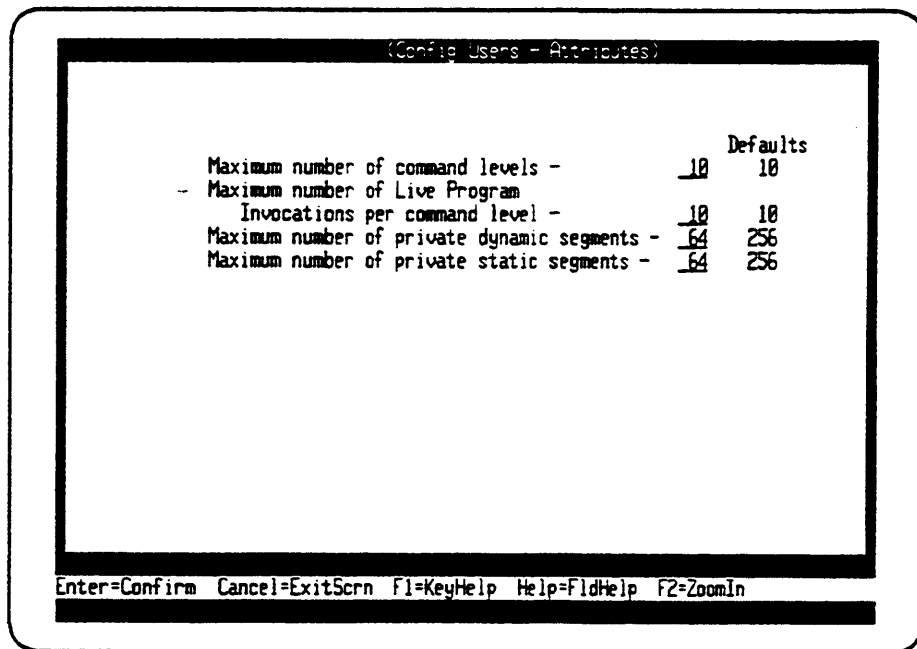 (Config Users - Attributes)
Defaults
Maximum number of command levels - 10 10
- Maximum number of Live Program
Invocations per command level - 10 10
Maximum number of private dynamic segments - 64 256
Maximum number of private static segments - 64 256
Enter=Confirm Cancel=ExitScrn F1=KeyHelp Help=FldHelp F2=ZoomIn